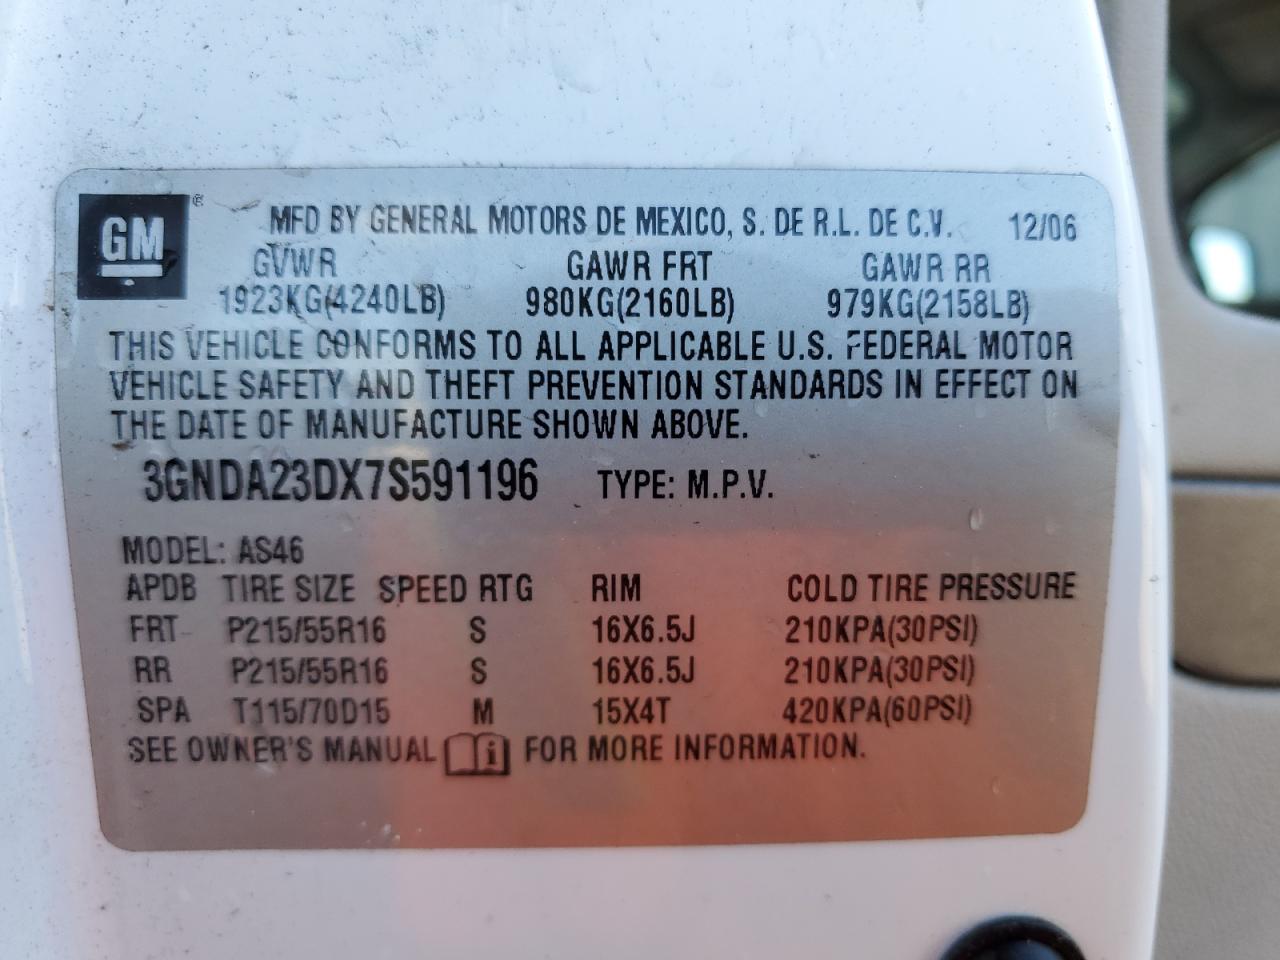 GM ® MFD BY GENERAL MOTORS DE MEXICO, S. DE R.L. DE C.V. 12/06
GVWR GAWR FRT GAWR RR
1923KG(4240LB) 980KG(2160LB) 979KG(2158LB)
THIS VEHICLE CONFORMS TO ALL APPLICABLE U.S. FEDERAL MOTOR
VEHICLE SAFETY AND THEFT PREVENTION STANDARDS IN EFFECT ON
THE DATE OF MANUFACTURE SHOWN ABOVE.
3GNDA23DX7S591196 TYPE: M.P.V.
MODEL: AS46
APDB TIRE SIZE SPEED RTG RIM COLD TIRE PRESSURE
FRT P215/55R16 S 16X6.5J 210KPA(30PSI)
RR P215/55R16 S 16X6.5J 210KPA(30PSI)
SPA T115/70D15 M 15X4T 420KPA(60PSI)
SEE OWNER'S MANUAL i FOR MORE INFORMATION.